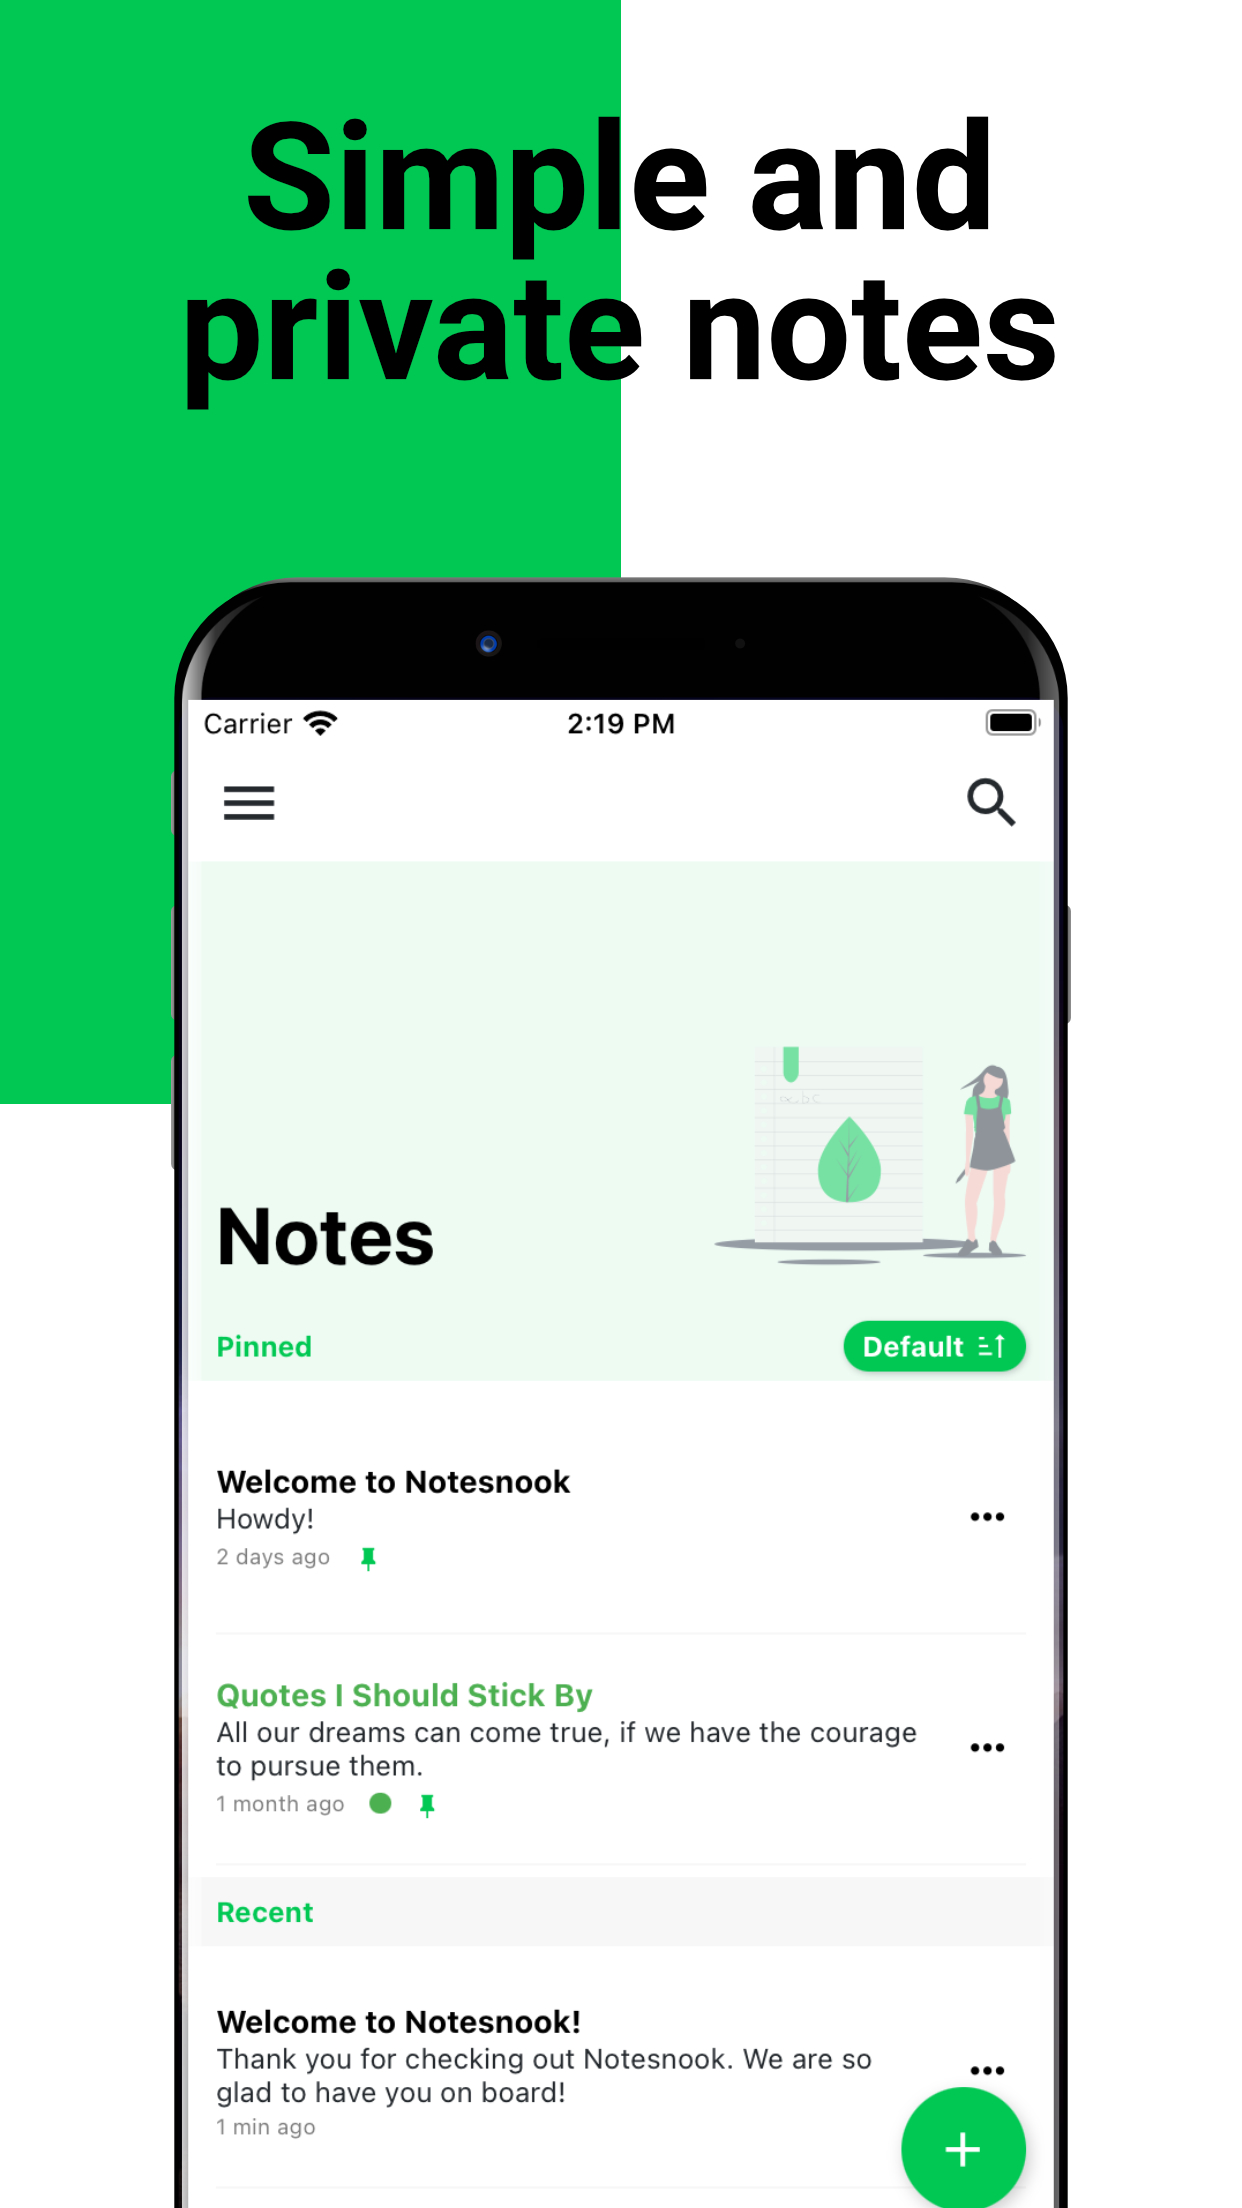 Simple and
private notes
Carrier
2:19 PM
Notes
Pinned
Default
Welcome to Notesnook
Howdy!
2 days ago
Quotes I Should Stick By
All our dreams can come true, if we have the courage
to pursue them.
1 month ago
Recent
Welcome to Notesnook!
Thank you for checking out Notesnook. We are so
glad to have you on board!
1 min ago